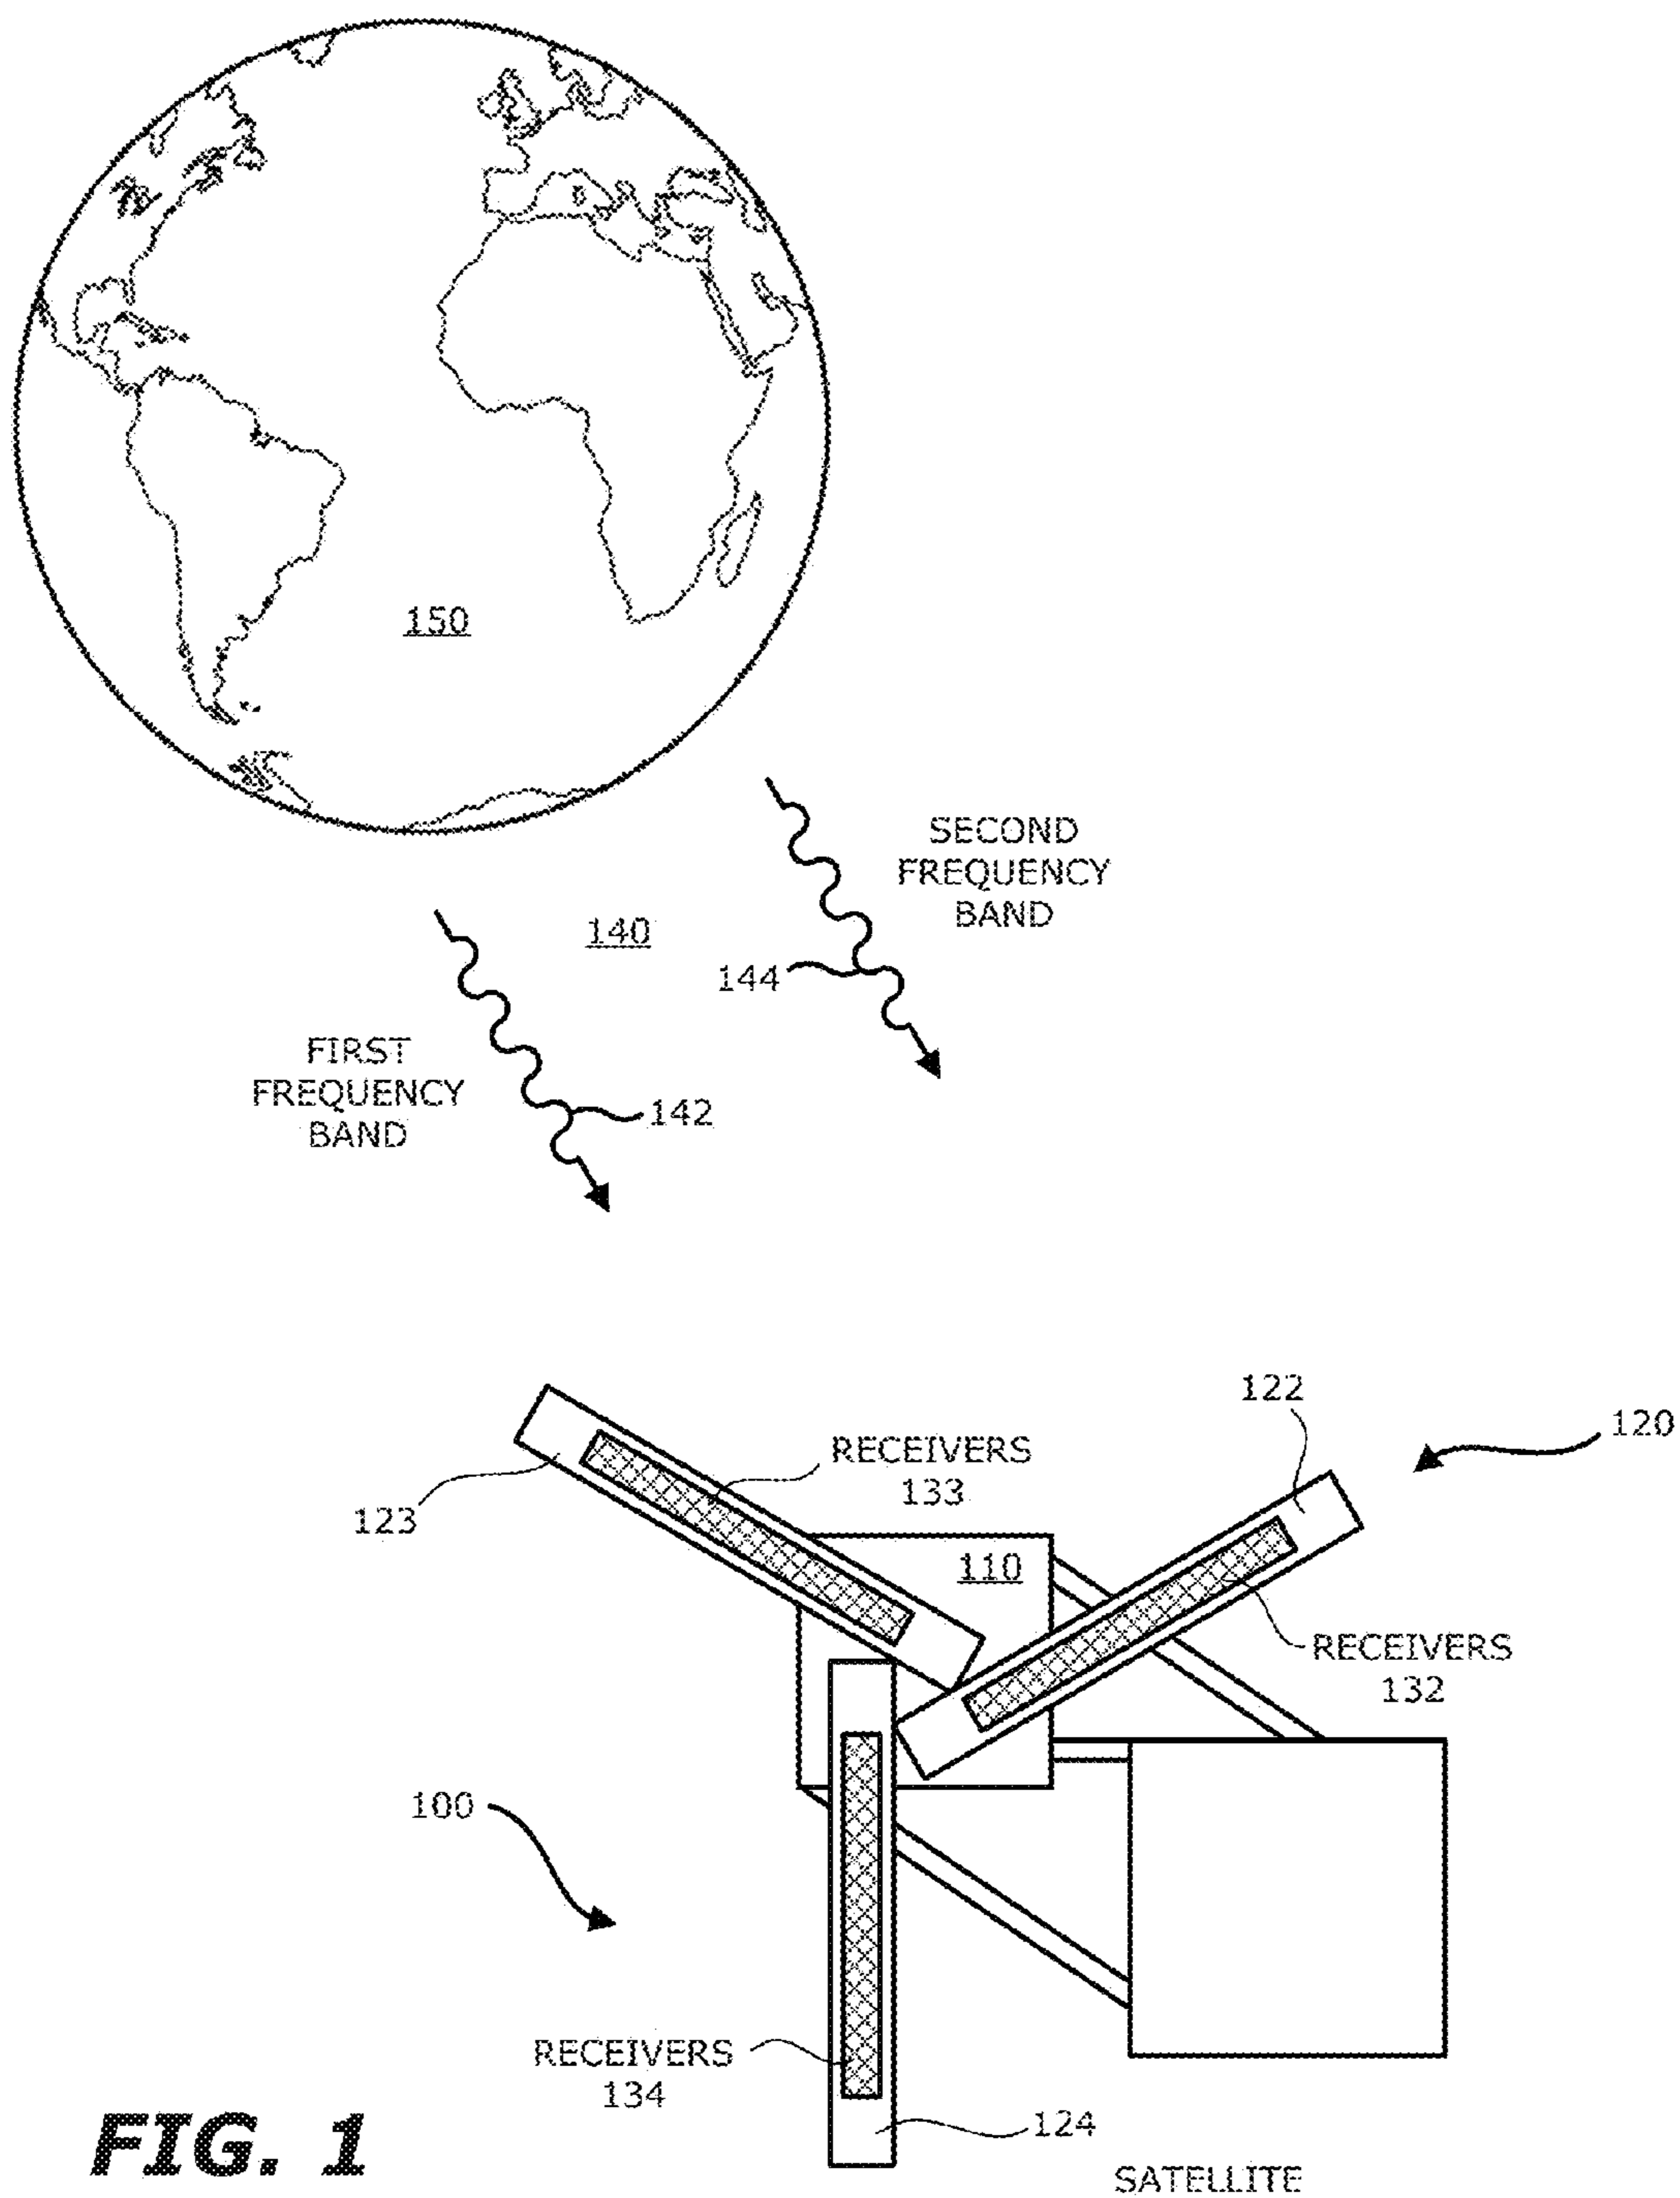 150
SECOND
FREQUENCY
BAND
140
144
FIRST
FREQUENCY
BAND
142
122
120
RECEIVERS
133
123
110
RECEIVERS
132
100
RECEIVERS
134
124
FIG. 1
SATELLITE